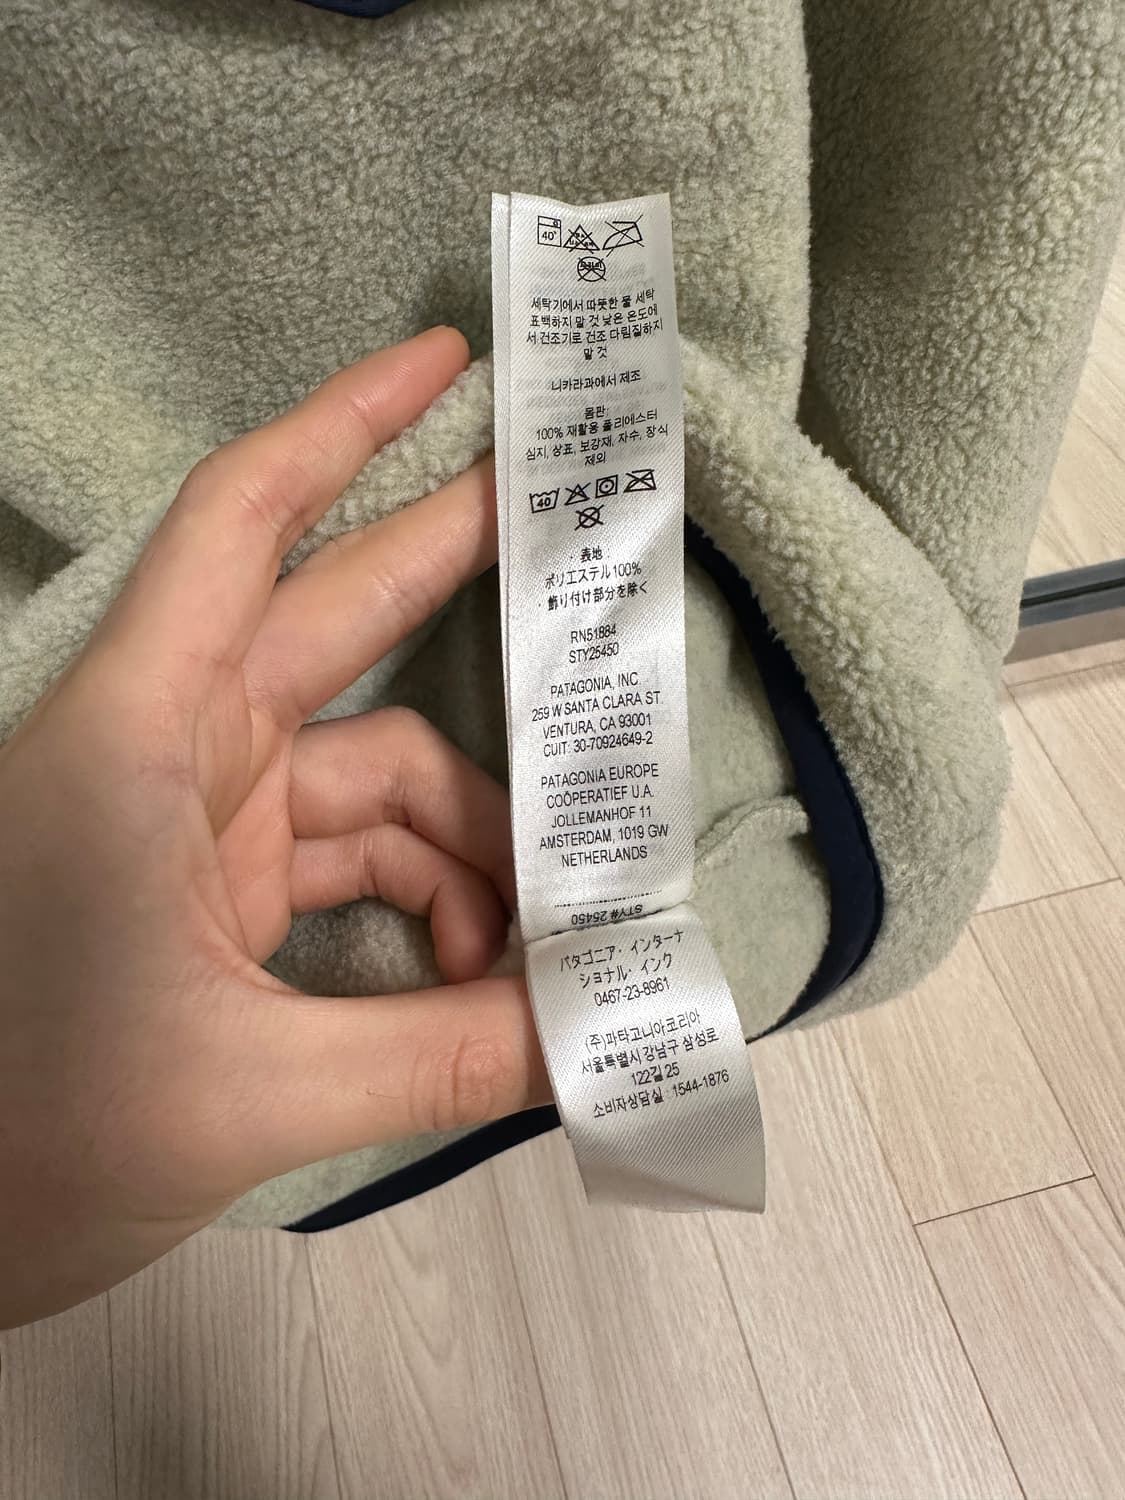 40°
세탁기에서 따뜻한 물 세탁
표백하지 말 것 낮은 온도에
서 건조기로 건조 다림질하지
말 것
니카라과에서 제조
몸판:
100% 재활용 폴리에스터
심지, 상표, 보강재, 자수, 장식
제외
40
・表地:
ポリエステル100%
・飾り付け部分を除く
RN51884
STY25450
PATAGONIA, INC.
259 W SANTA CLARA ST.
VENTURA, CA 93001
CUIT: 30-70924649-2
PATAGONIA EUROPE
COÖPERATIEF U.A.
JOLLEMANHOF 11
AMSTERDAM, 1019 GW
NETHERLANDS
STY# 25450
パタゴニア・インターナ
ショナル・インク
0467-23-8961
(주)파타고니아코리아
서울특별시 강남구 삼성로
122길 25
소비자상담실 : 1544-1876